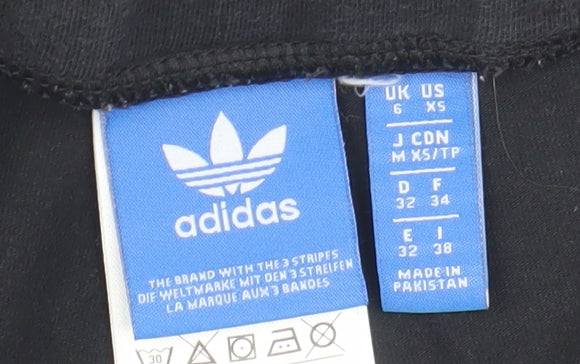 adidas
THE BRAND WITH THE 3 STRIPES
DIE WELTMARKE MIT DEN 3 STREIFEN
LA MARQUE AUX 3 BANDES
30
UK US
6 XS
J CDN
M XS/TP
D F
32 34
E I
32 38
MADE IN
PAKISTAN